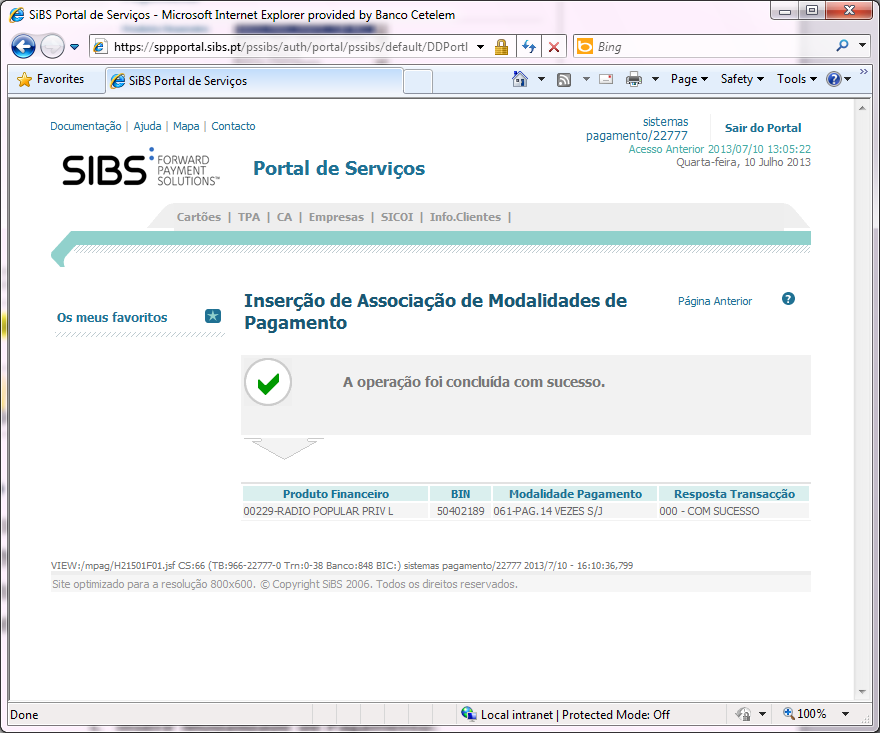 SiBS Portal de Serviços - Microsoft Internet Explorer provided by Banco Cetelem
https://sppportal.sibs.pt/pssibs/auth/portal/pssibs/default/DDPortl
Bing
Favorites
SiBS Portal de Serviços
Page
Safety
Tools
Documentação | Ajuda | Mapa | Contacto
sistemas
pagamento/22777
Sair do Portal
Acesso Anterior 2013/07/10 13:05:22
Quarta-feira, 10 Julho 2013
SIBS FORWARD
PAYMENT
SOLUTIONS™
Portal de Serviços
Cartões | TPA | CA | Empresas | SICOI | Info.Clientes |
Os meus favoritos
Inserção de Associação de Modalidades de
Pagamento
Página Anterior
?
A operação foi concluída com sucesso.
Produto Financeiro BIN Modalidade Pagamento Resposta Transacção
00229-RADIO POPULAR PRIV L 50402189 061-PAG.14 VEZES S/J 000 - COM SUCESSO
VIEW:/mpag/H21501F01.jsf CS:66 (TB:966-22777-0 Trn:0-38 Banco:848 BIC:) sistemas pagamento/22777 2013/7/10 - 16:10:36,799
Site optimizado para a resolução 800x600. © Copyright SiBS 2006. Todos os direitos reservados.
Done
Local intranet | Protected Mode: Off
100%